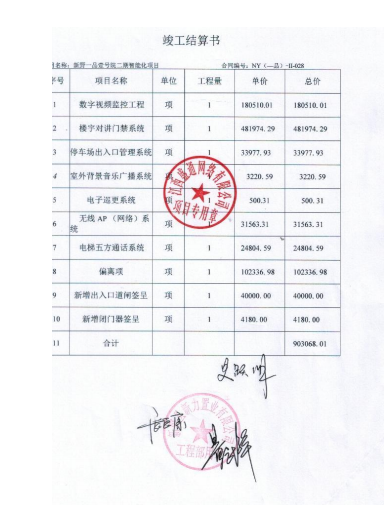 竣工结算书
项目名称：新野一品壹号院二期智能化项目 合同编号：NY（一品）-II-028
序号 项目名称 单位 工程量 单价 总价
1 数字视频监控工程 项 1 180510.01 180510.01
2 楼宇对讲门禁系统 项 1 481974.29 481974.29
3 停车场出入口管理系统 项 1 33977.93 33977.93
4 室外背景音乐广播系统 项 1 3220.59 3220.59
5 电子巡更系统 项 1 500.31 500.31
6 无线 AP （网络）系统 项 1 31563.31 31563.31
7 电梯五方通话系统 项 1 24804.59 24804.59
8 偏离项 项 1 102336.98 102336.98
9 新增出入口道闸签呈 项 1 40000.00 40000.00
10 新增闭门器签呈 项 1 4180.00 4180.00
11 合计 903068.01
项目专用章
工程部